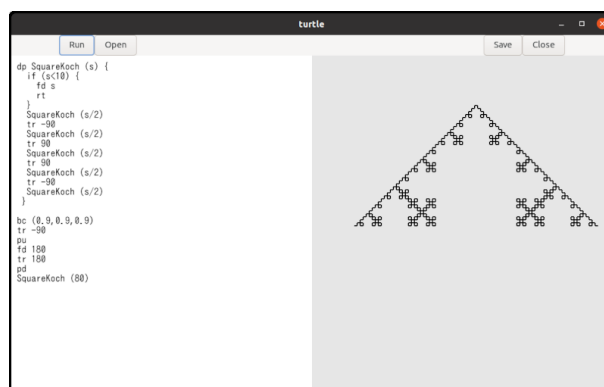 turtle
Run Open Save Close
dp SquareKoch (s) {
if (s<10) {
fd s
rt
}
SquareKoch (s/2)
tr -90
SquareKoch (s/2)
tr 90
SquareKoch (s/2)
tr 90
SquareKoch (s/2)
tr -90
SquareKoch (s/2)
}
bc (0.9,0.9,0.9)
tr -90
pu
fd 180
tr 180
pd
SquareKoch (80)